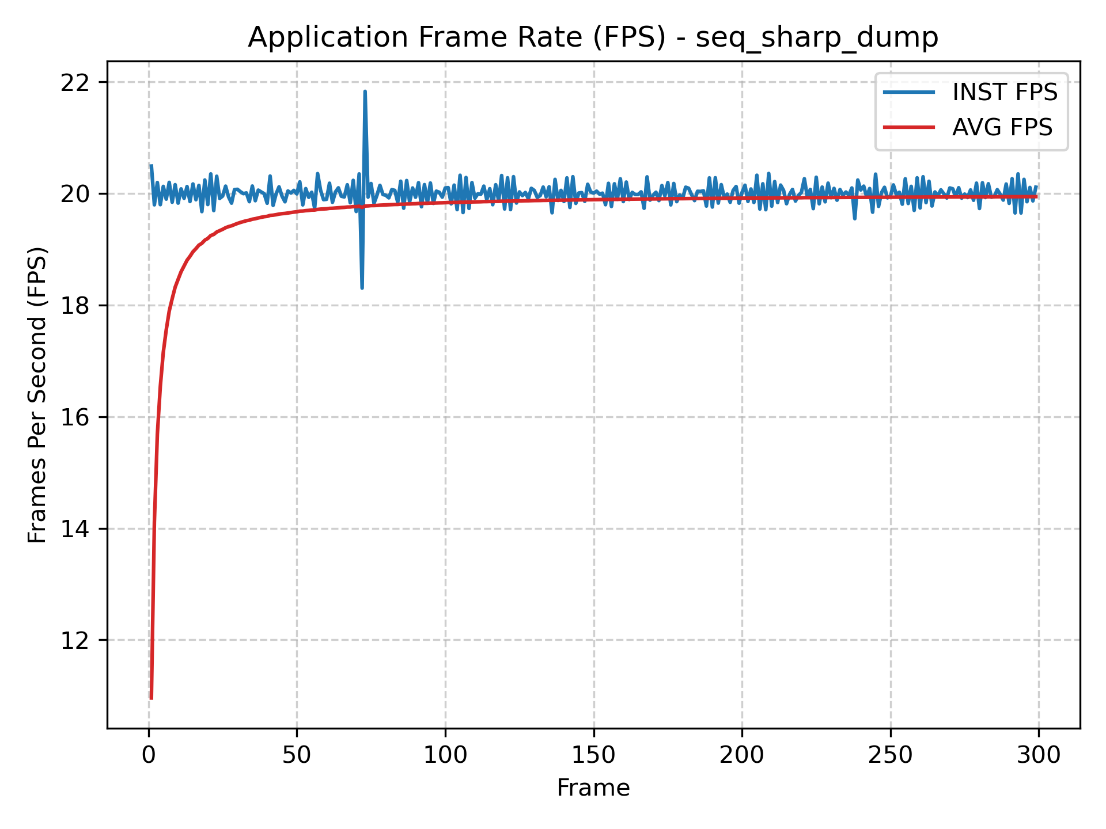 Application Frame Rate (FPS) - seq_sharp_dump
INST FPS
AVG FPS
Frames Per Second (FPS)
22
20
18
16
14
12
0 50 100 150 200 250 300
Frame